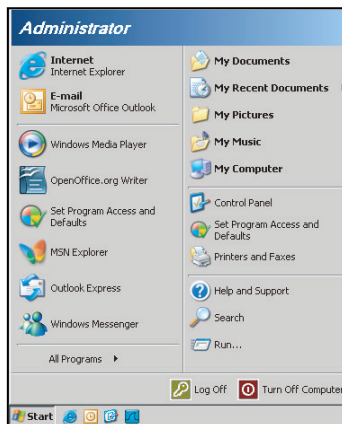 Administrator
Internet
Internet Explorer
E-mail
Microsoft Office Outlook
Windows Media Player
OpenOffice.org Writer
Set Program Access and
Defaults
MSN Explorer
Outlook Express
Windows Messenger
All Programs
My Documents
My Recent Documents
My Pictures
My Music
My Computer
Control Panel
Set Program Access and
Defaults
Printers and Faxes
Help and Support
Search
Run...
Log Off
Turn Off Computer
Start